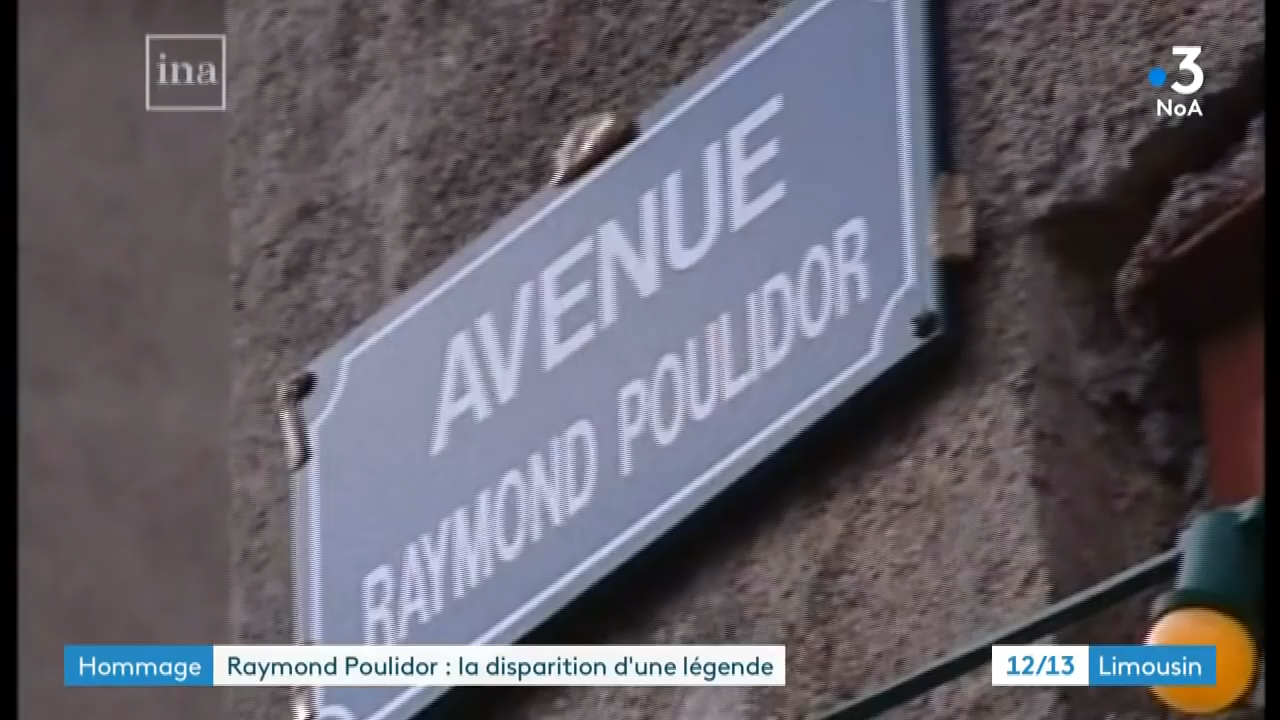 ina
3
NoA
AVENUE
RAYMOND POULIDOR
Hommage Raymond Poulidor : la disparition d'une légende
12/13 Limousin